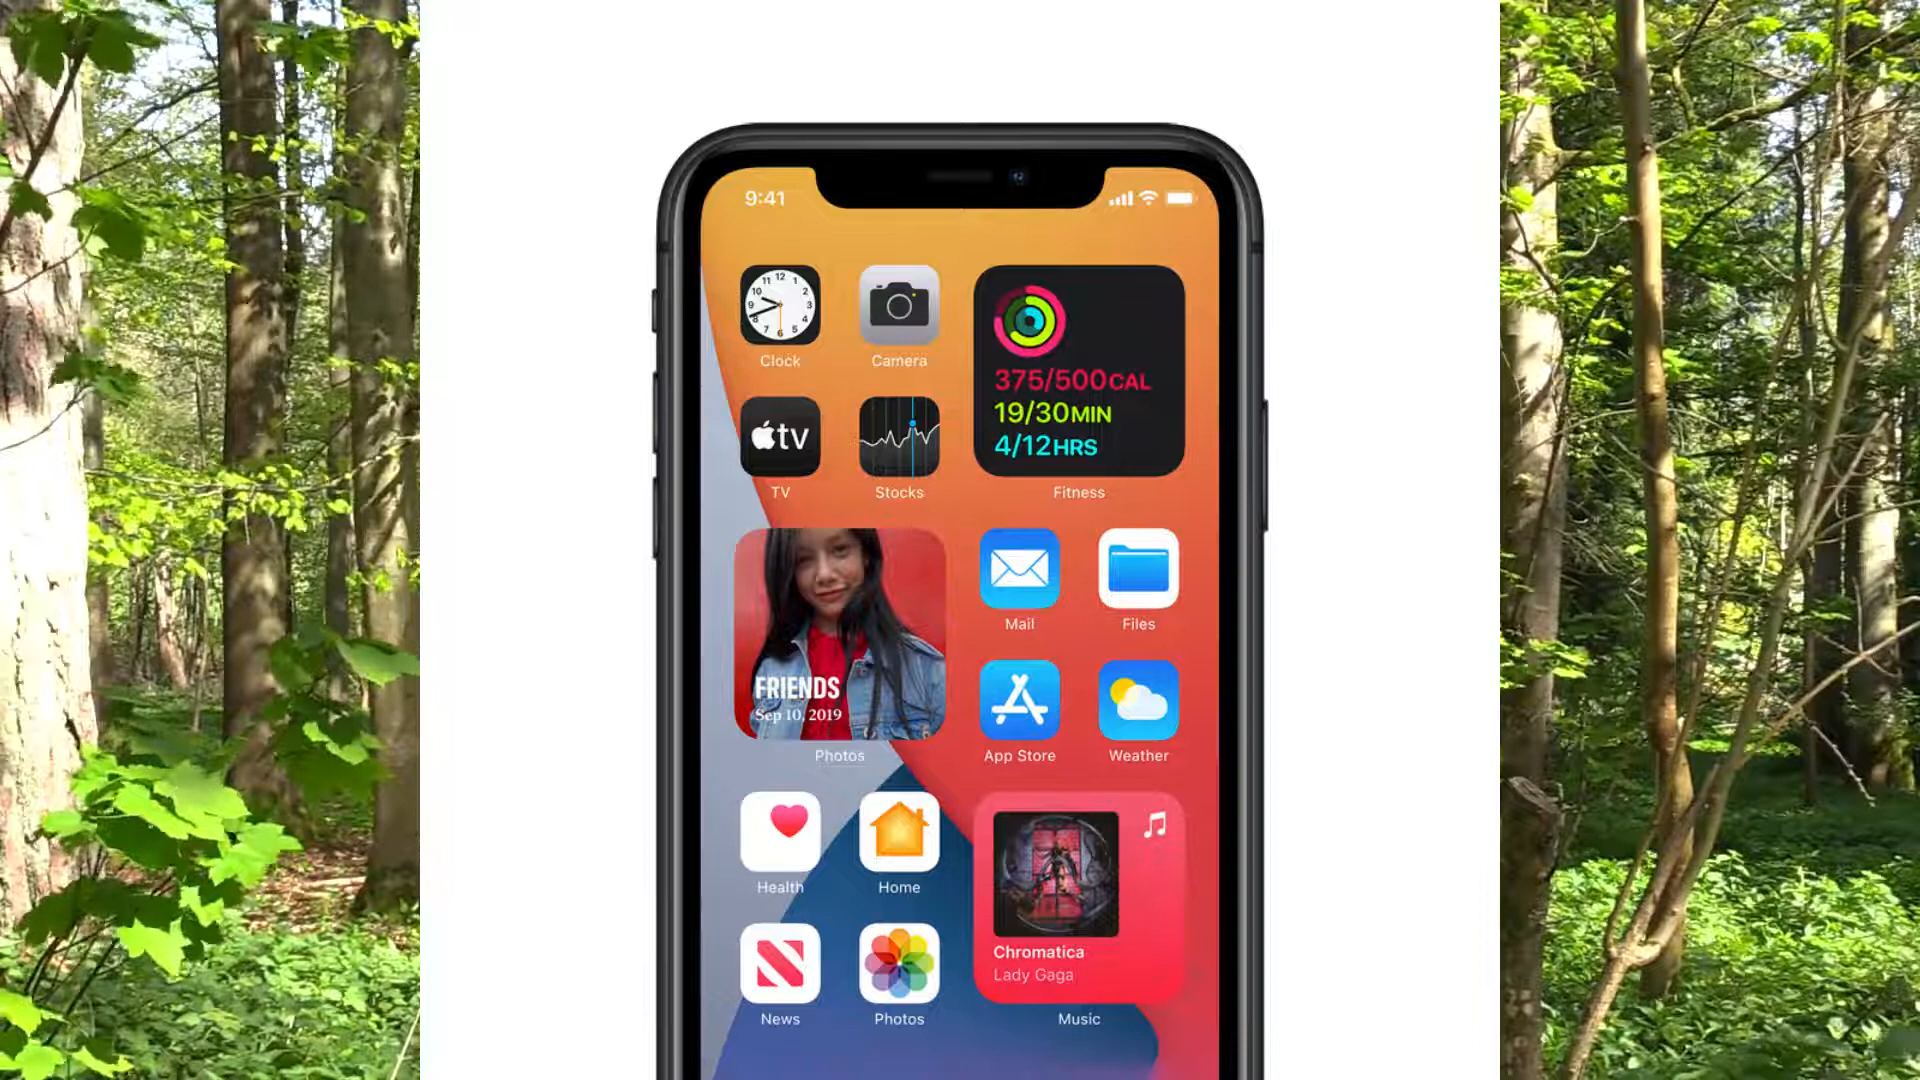 9:41
Clock
Camera
375/500CAL
19/30MIN
4/12HRS
tv
TV
Stocks
Fitness
FRIENDS
Sep 10, 2019
Mail
Files
Photos
App Store
Weather
Health
Home
Chromatica
Lady Gaga
News
Photos
Music